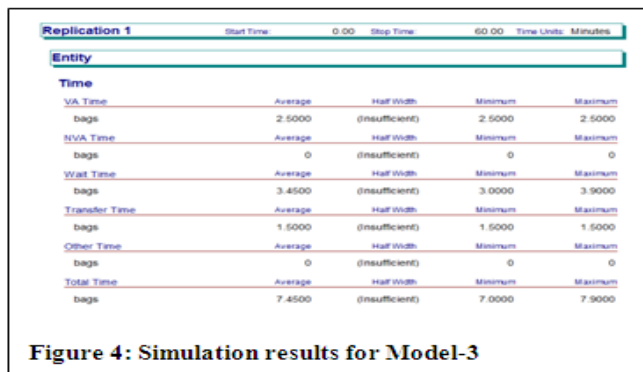 Replication 1 Start Time: 0.00 Stop Time: 60.00 Time Units: Minutes
Entity
Time
VA Time Average Half Width Minimum Maximum
bags 2.5000 (Insufficient) 2.5000 2.5000
NVA Time Average Half Width Minimum Maximum
bags 0 (Insufficient) 0 0
Wait Time Average Half Width Minimum Maximum
bags 3.4500 (Insufficient) 3.0000 3.9000
Transfer Time Average Half Width Minimum Maximum
bags 1.5000 (Insufficient) 1.5000 1.5000
Other Time Average Half Width Minimum Maximum
bags 0 (Insufficient) 0 0
Total Time Average Half Width Minimum Maximum
bags 7.4500 (Insufficient) 7.0000 7.9000
Figure 4: Simulation results for Model-3